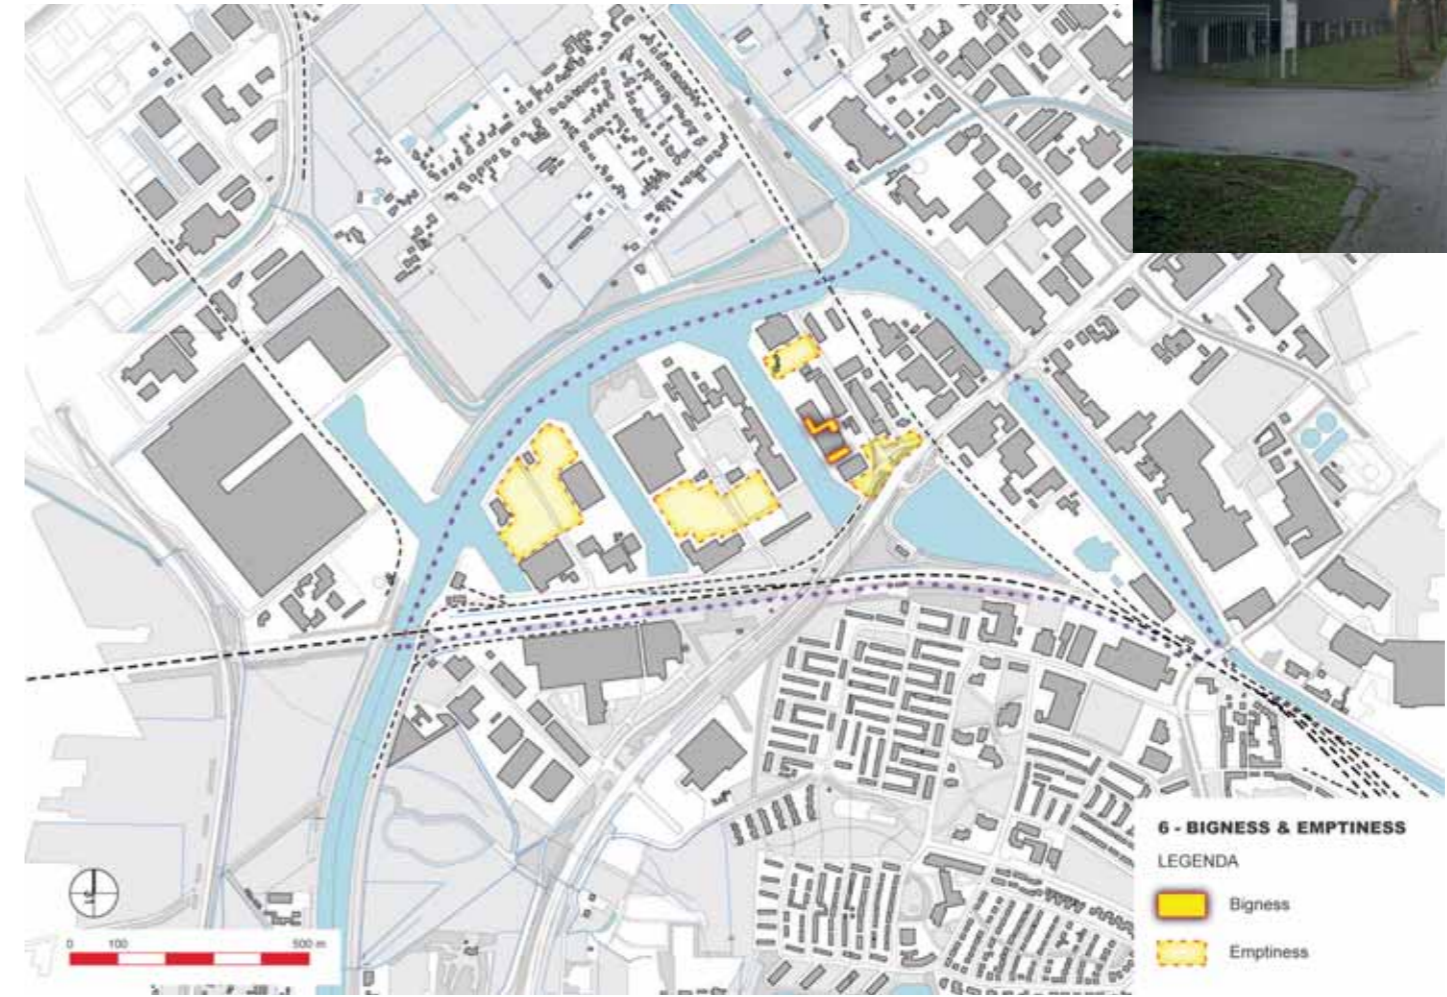 6 - BIGNESS & EMPTINESS
LEGENDA
Bigness
Emptiness
0 100 500 m